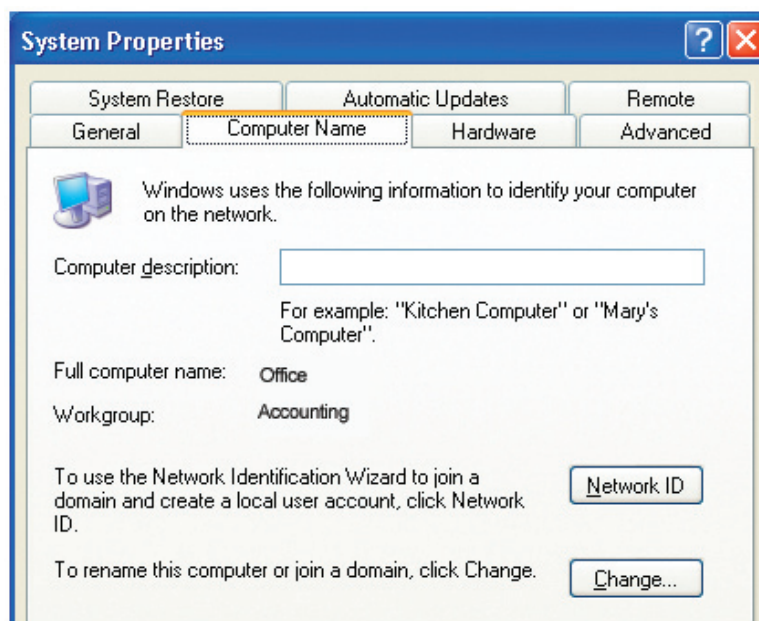 System Properties
?
System Restore Automatic Updates Remote
General Computer Name Hardware Advanced
Windows uses the following information to identify your computer
on the network.
Computer description:
For example: "Kitchen Computer" or "Mary's
Computer".
Full computer name: Office
Workgroup: Accounting
To use the Network Identification Wizard to join a
domain and create a local user account, click Network
ID.
Network ID
To rename this computer or join a domain, click Change.
Change...